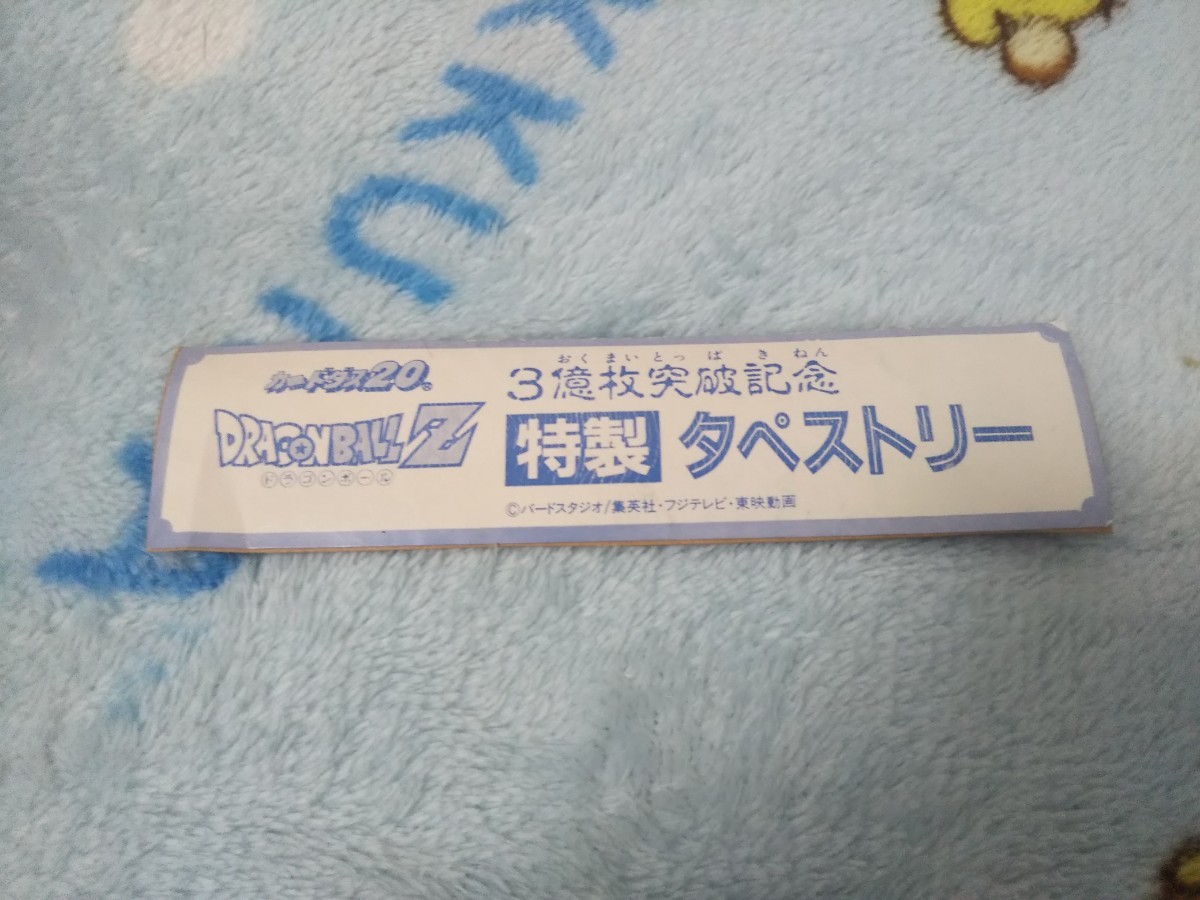 カードダス20®
DRAGONBALL Z
ドラゴンボール
おくまいとっぱきねん
3億枚突破記念
特製 タペストリー
©バードスタジオ/集英社・フジテレビ・東映動画
KKU